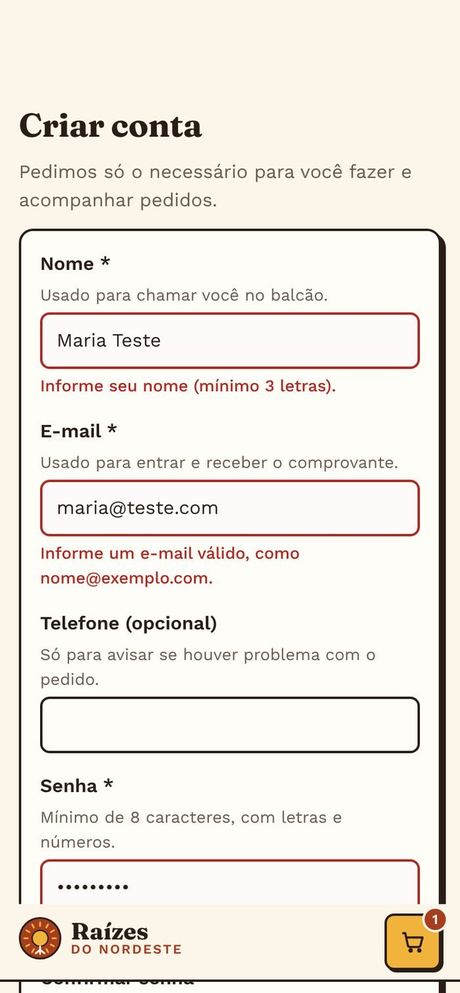 Criar conta
Pedimos só o necessário para você fazer e
acompanhar pedidos.
Nome *
Usado para chamar você no balcão.
Maria Teste
Informe seu nome (mínimo 3 letras).
E-mail *
Usado para entrar e receber o comprovante.
maria@teste.com
Informe um e-mail válido, como
nome@exemplo.com.
Telefone (opcional)
Só para avisar se houver problema com o
pedido.
Senha *
Mínimo de 8 caracteres, com letras e
números.
•••••••••
1
Raízes
DO NORDESTE